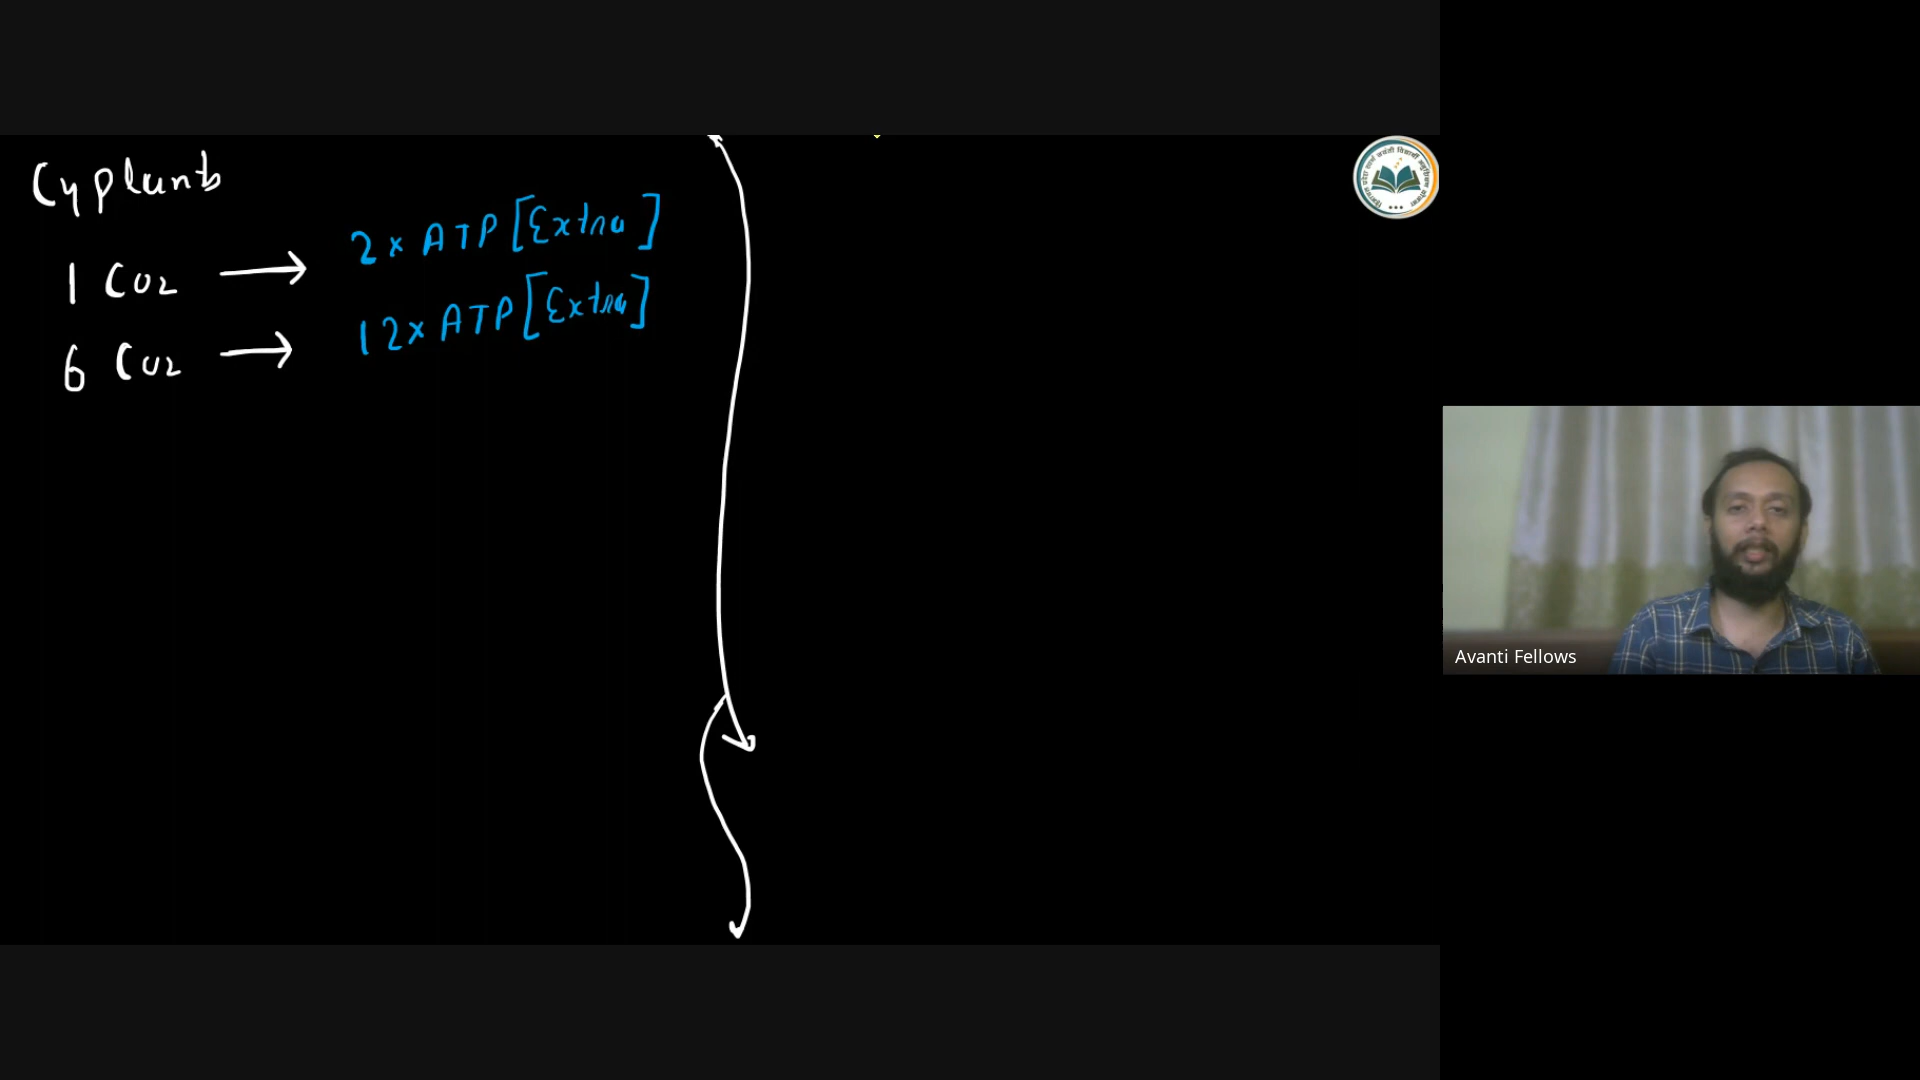 C4 plants
1 CO2 → 2 x ATP [Extra]
6 CO2 → 12 x ATP [Extra]
Avanti Fellows